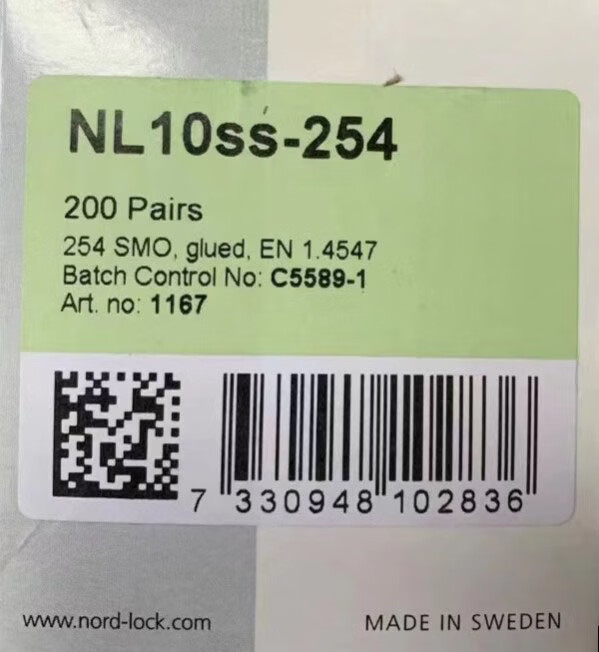 NL10ss-254
200 Pairs
254 SMO, glued, EN 1.4547
Batch Control No: C5589-1
Art. no: 1167
7 330948 102836
www.nord-lock.com
MADE IN SWEDEN